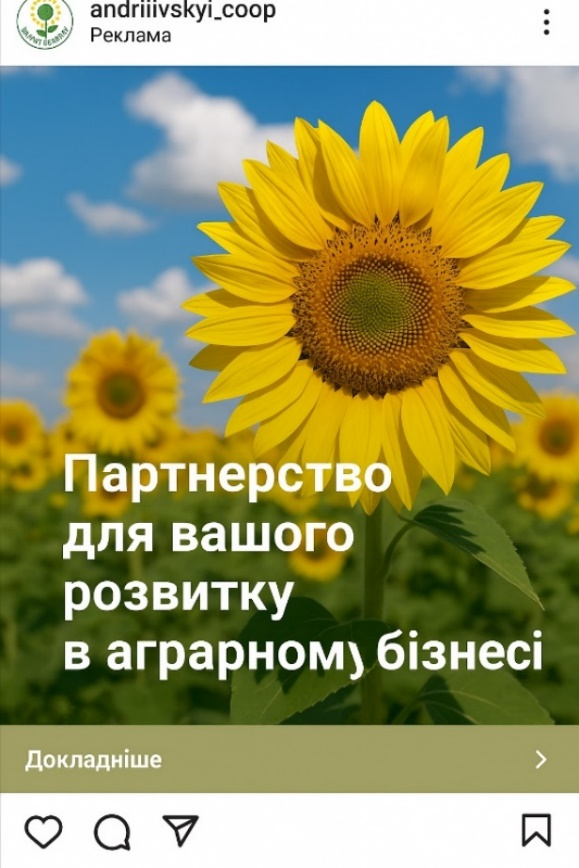 andriiivskyi_coop
Реклама
Партнерство
для вашого
розвитку
в аграрному бізнесі
Докладніше